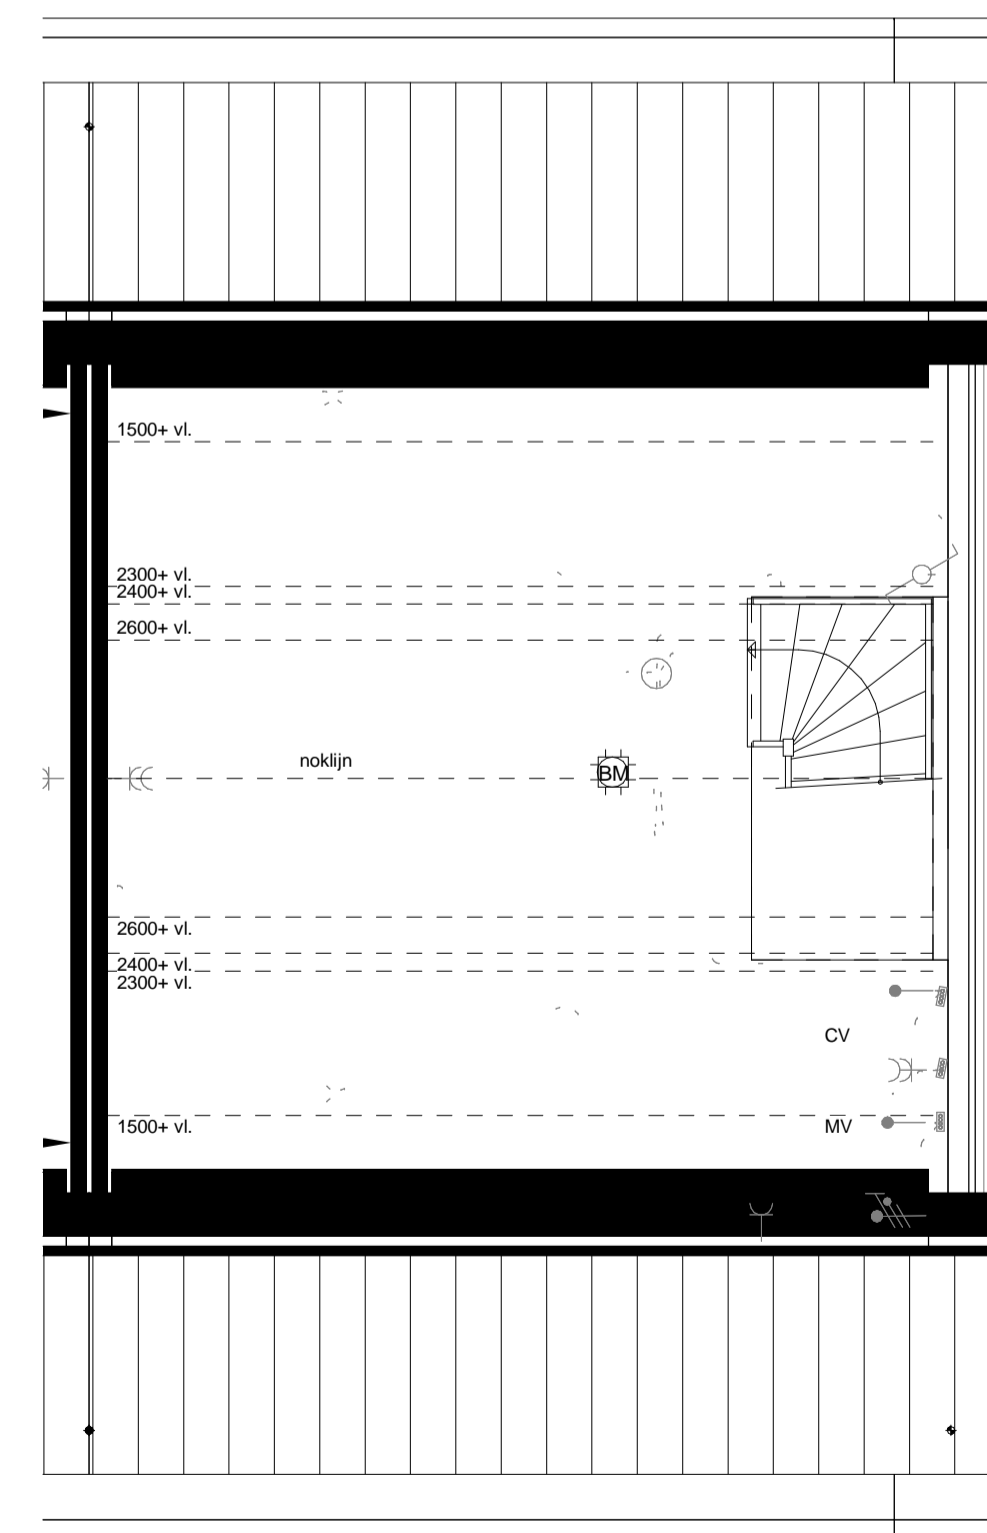 1500+ vl.
2300+ vl.
2400+ vl.
2600+ vl.
noklijn
BM
2600+ vl.
2400+ vl.
2300+ vl.
CV
1500+ vl.
MV